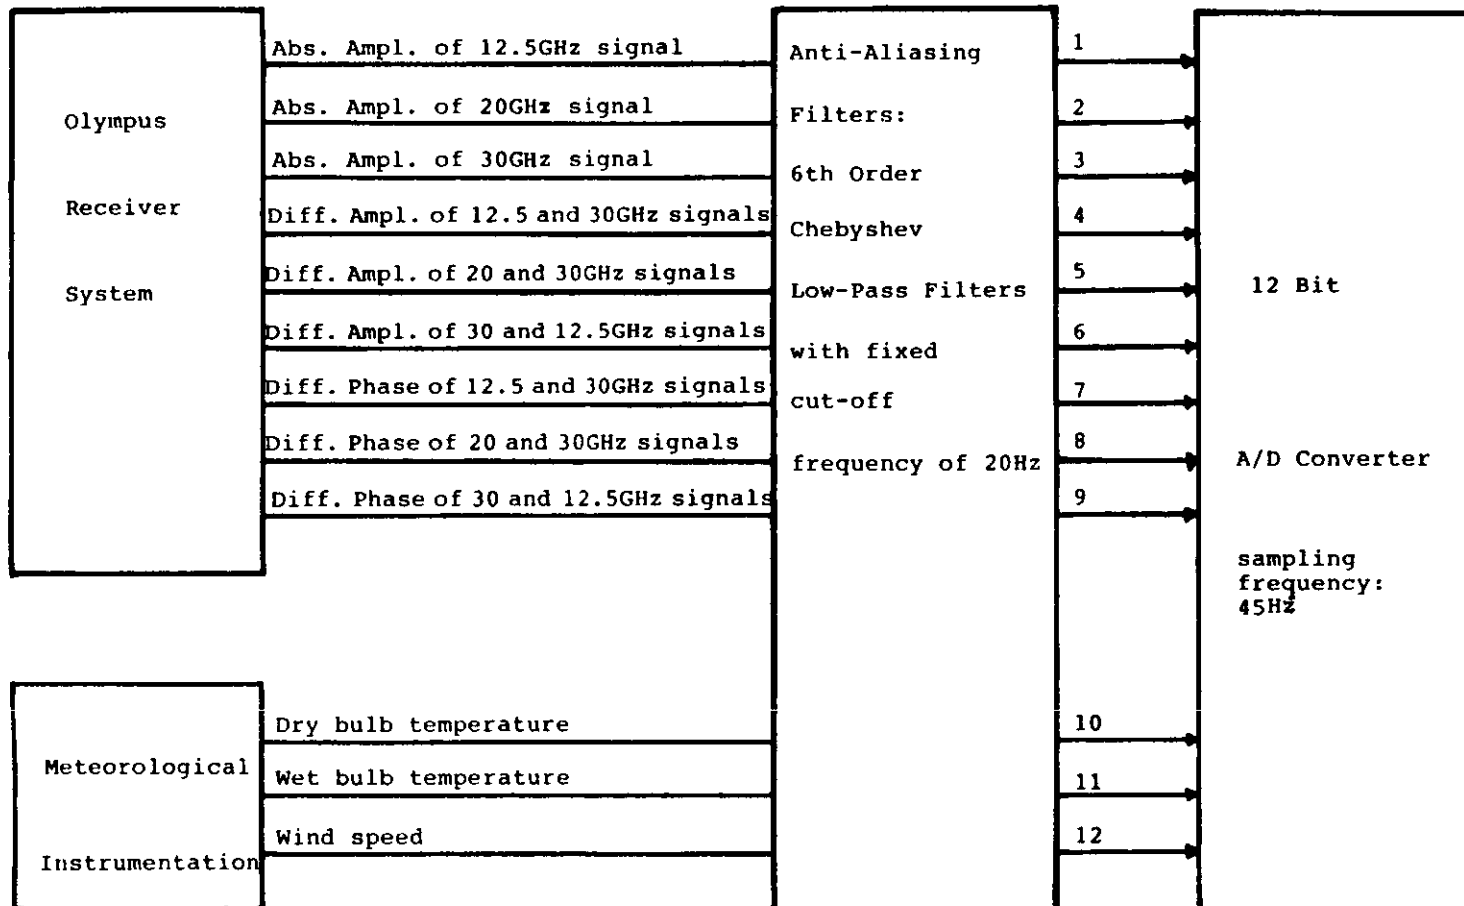 Olympus
Receiver
System
Abs. Ampl. of 12.5GHz signal
Abs. Ampl. of 20GHz signal
Abs. Ampl. of 30GHz signal
Diff. Ampl. of 12.5 and 30GHz signals
Diff. Ampl. of 20 and 30GHz signals
Diff. Ampl. of 30 and 12.5GHz signals
Diff. Phase of 12.5 and 30GHz signals
Diff. Phase of 20 and 30GHz signals
Diff. Phase of 30 and 12.5GHz signals
Anti-Aliasing
Filters:
6th Order
Chebyshev
Low-Pass Filters
with fixed
cut-off
frequency of 20Hz
1
2
3
4
5
6
7
8
9
12 Bit
A/D Converter
sampling
frequency:
45Hz
Meteorological
Instrumentation
Dry bulb temperature
Wet bulb temperature
Wind speed
10
11
12